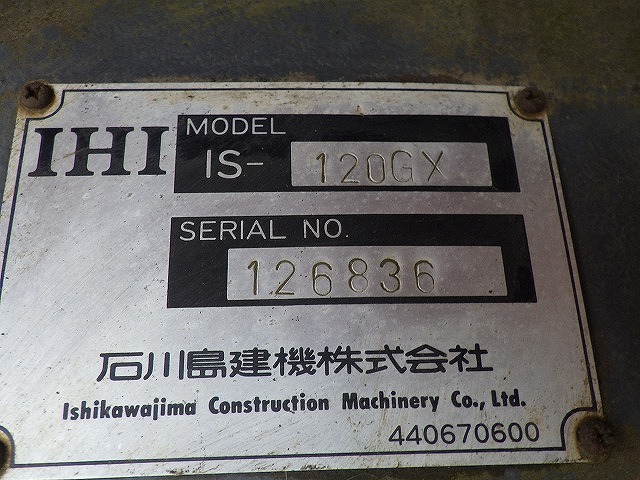 IHI
MODEL
IS- 120GX
SERIAL NO.
126836
石川島建機株式会社
Ishikawajima Construction Machinery Co., Ltd.
440670600